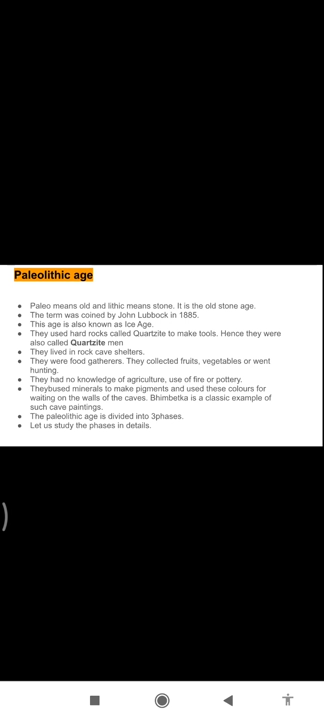 Paleolithic age
● Paleo means old and lithic means stone. It is the old stone age.
● The term was coined by John Lubbock in 1885.
● This age is also known as Ice Age.
● They used hard rocks called Quartzite to make tools. Hence they were
also called Quartzite men
● They lived in rock cave shelters.
● They were food gatherers. They collected fruits, vegetables or went
hunting.
● They had no knowledge of agriculture, use of fire or pottery.
● Theybused minerals to make pigments and used these colours for
waiting on the walls of the caves. Bhimbetka is a classic example of
such cave paintings.
● The paleolithic age is divided into 3phases.
● Let us study the phases in details.